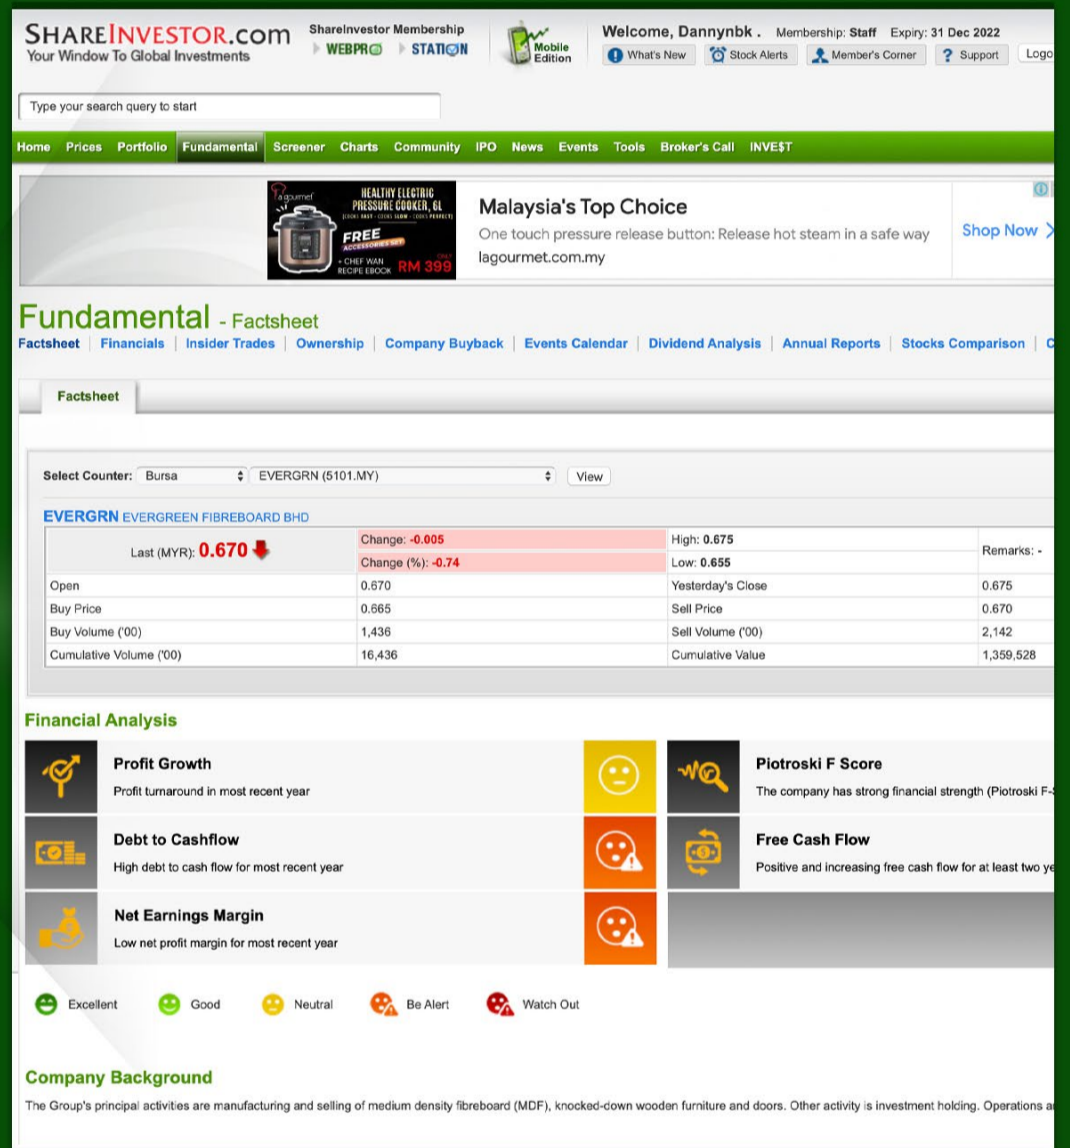 SHAREINVESTOR.com
Your Window To Global Investments
ShareInvestor Membership
WEBPRO STATION
Mobile
Edition
Welcome, Dannynbk . Membership: Staff Expiry: 31 Dec 2022
What's New Stock Alerts Member's Corner Support Logo
Type your search query to start
Home Prices Portfolio Fundamental Screener Charts Community IPO News Events Tools Broker's Call INVE$T
lagourmet
HEALTHY ELECTRIC
PRESSURE COOKER, 6L
(COOKS FAST - COOKS SLOW - COOKS PERFECT)
FREE
ACCESSORIES SET
+ CHEF WAN
RECIPE EBOOK
ONLY
RM 399
Malaysia's Top Choice
One touch pressure release button: Release hot steam in a safe way
lagourmet.com.my
Shop Now
Fundamental - Factsheet
Factsheet Financials Insider Trades Ownership Company Buyback Events Calendar Dividend Analysis Annual Reports Stocks Comparison C
Factsheet
Select Counter: Bursa EVERGRN (5101.MY) View
EVERGRN EVERGREEN FIBREBOARD BHD
Last (MYR): 0.670
Change: -0.005
High: 0.675
Remarks: -
Change (%): -0.74
Low: 0.655
Open 0.670 Yesterday's Close 0.675
Buy Price 0.665 Sell Price 0.670
Buy Volume ('00) 1,436 Sell Volume ('00) 2,142
Cumulative Volume ('00) 16,436 Cumulative Value 1,359,528
Financial Analysis
Profit Growth
Profit turnaround in most recent year
Piotroski F Score
The company has strong financial strength (Piotroski F-
Debt to Cashflow
High debt to cash flow for most recent year
Free Cash Flow
Positive and increasing free cash flow for at least two ye
Net Earnings Margin
Low net profit margin for most recent year
Excellent Good Neutral Be Alert Watch Out
Company Background
The Group's principal activities are manufacturing and selling of medium density fibreboard (MDF), knocked-down wooden furniture and doors. Other activity is investment holding. Operations a